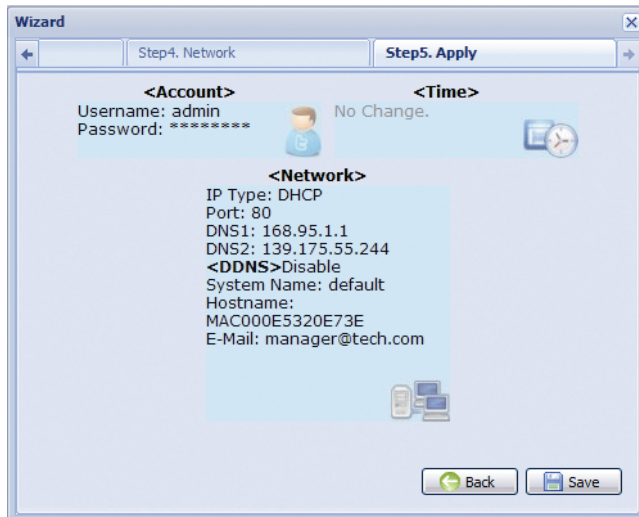 Wizard
Step4. Network
Step5. Apply
<Account>
Username: admin
Password: ********
<Time>
No Change.
<Network>
IP Type: DHCP
Port: 80
DNS1: 168.95.1.1
DNS2: 139.175.55.244
<DDNS>Disable
System Name: default
Hostname:
MAC000E5320E73E
E-Mail: manager@tech.com
Back
Save